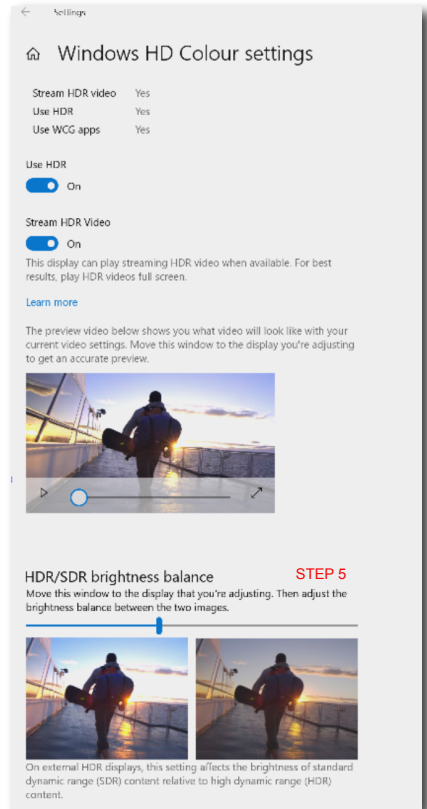 Settings
Windows HD Colour settings
Stream HDR video Yes
Use HDR Yes
Use WCG apps Yes
Use HDR
On
Stream HDR Video
On
This display can play streaming HDR video when available. For best
results, play HDR videos full screen.
Learn more
The preview video below shows you what video will look like with your
current video settings. Move this window to the display you're adjusting
to get an accurate preview.
HDR/SDR brightness balance STEP 5
Move this window to the display that you're adjusting. Then adjust the
brightness balance between the two images.
On external HDR displays, this setting affects the brightness of standard
dynamic range (SDR) content relative to high dynamic range (HDR)
content.